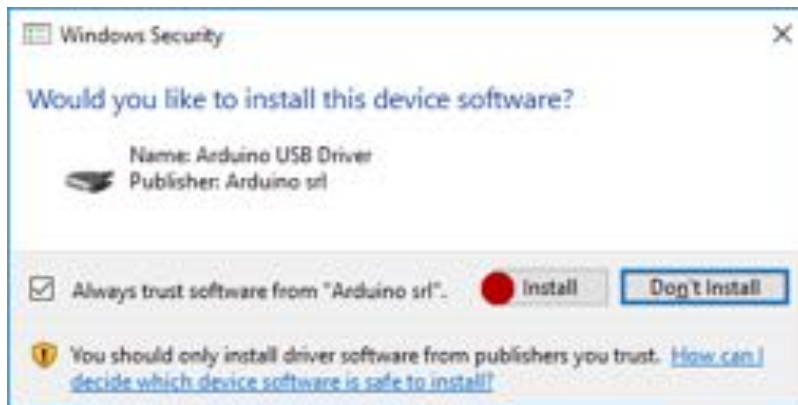 Windows Security
Would you like to install this device software?
Name: Arduino USB Driver
Publisher: Arduino srl
Always trust software from "Arduino srl".
Install
Don't Install
You should only install driver software from publishers you trust. How can I
decide which device software is safe to install?